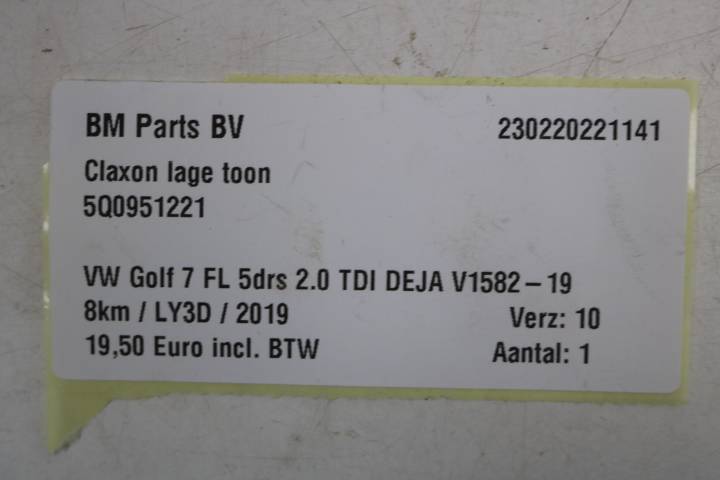 BM Parts BV 230220221141
Claxon lage toon
5Q0951221
VW Golf 7 FL 5drs 2.0 TDI DEJA V1582-19
8km / LY3D / 2019 Verz: 10
19,50 Euro incl. BTW Aantal: 1